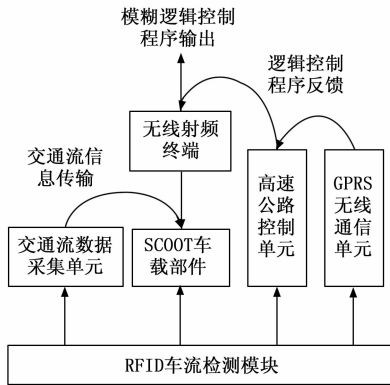 模糊逻辑控制
程序输出
逻辑控制
程序反馈
无线射频
终端
交通流信
息传输
高速
公路
控制
单元
GPRS
无线
通信
单元
交通流数据
采集单元
SCOOT车
载部件
RFID车流检测模块